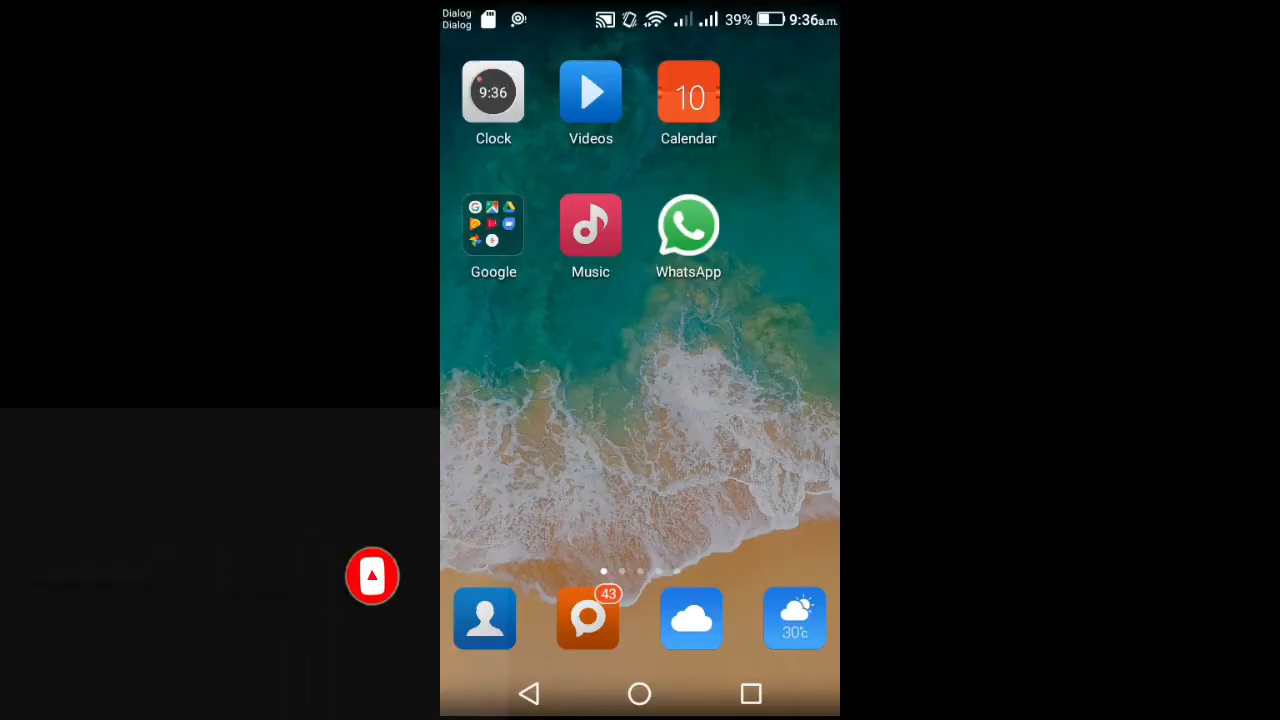 Dialog
Dialog
39% 9:36a.m.
9:36
10
Clock Videos Calendar
Google Music WhatsApp
43
30°c